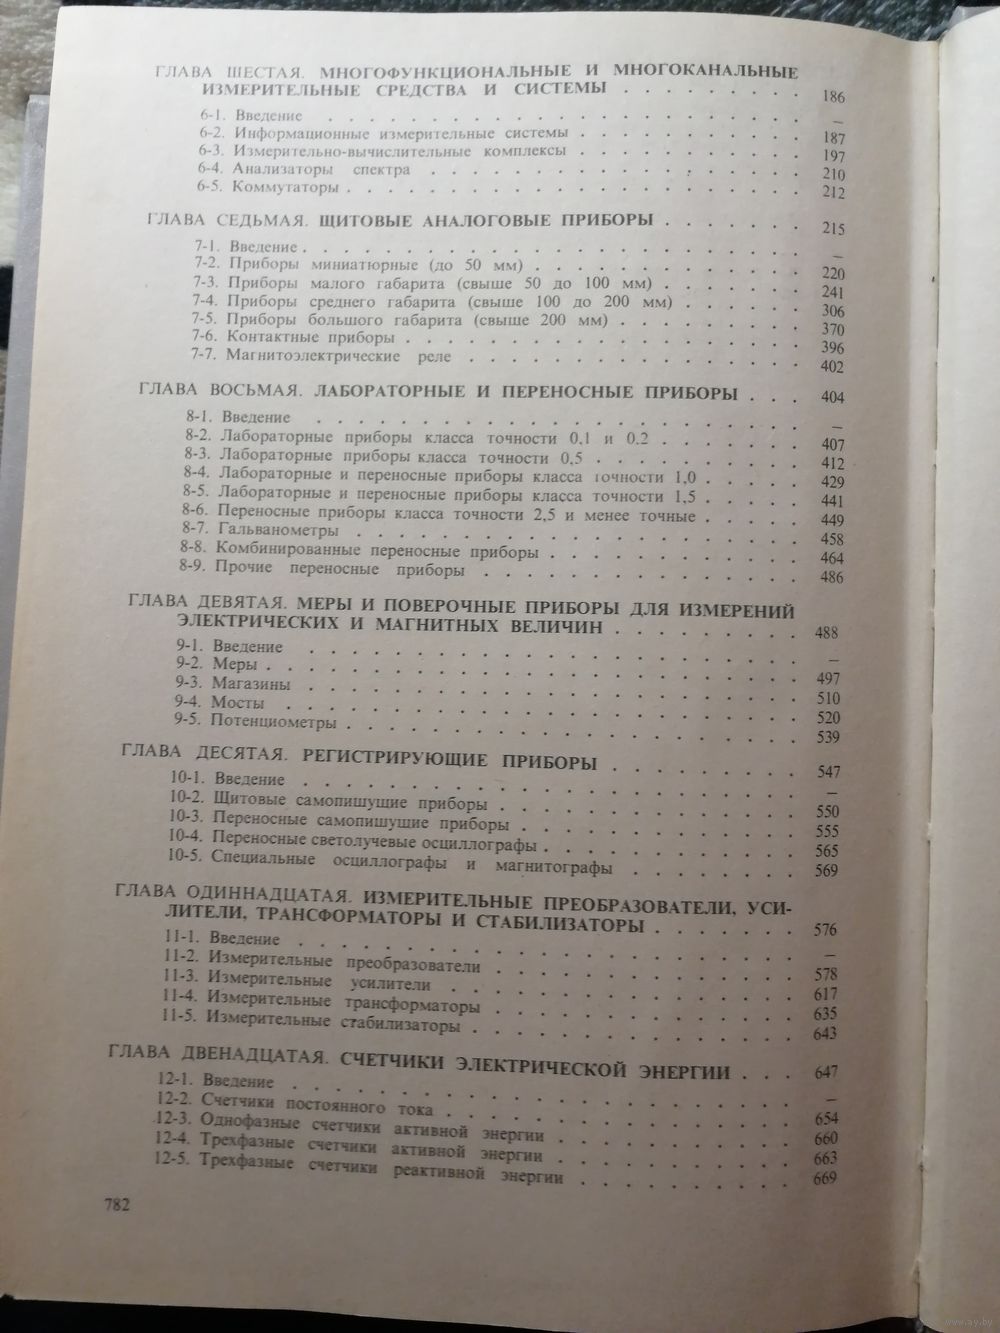 ГЛАВА ШЕСТАЯ. МНОГОФУНКЦИОНАЛЬНЫЕ И МНОГОКАНАЛЬНЫЕ
ИЗМЕРИТЕЛЬНЫЕ СРЕДСТВА И СИСТЕМЫ . . . . . . . . . 186
6-1. Введение . . . . . . . . . . –
6-2. Информационные измерительные системы . . . . . . . . . . 187
6-3. Измерительно-вычислительные комплексы . . . . . . . . . . 197
6-4. Анализаторы спектра . . . . . . . . . . 210
6-5. Коммутаторы . . . . . . . . . . 212
ГЛАВА СЕДЬМАЯ. ЩИТОВЫЕ АНАЛОГОВЫЕ ПРИБОРЫ . . . . . . . 215
7-1. Введение . . . . . . . . . . –
7-2. Приборы миниатюрные (до 50 мм) . . . . . . . . . . 220
7-3. Приборы малого габарита (свыше 50 до 100 мм) . . . . . . . 241
7-4. Приборы среднего габарита (свыше 100 до 200 мм) . . . . . . 306
7-5. Приборы большого габарита (свыше 200 мм) . . . . . . . . 370
7-6. Контактные приборы . . . . . . . . . . 396
7-7. Магнитоэлектрические реле . . . . . . . . . . 402
ГЛАВА ВОСЬМАЯ. ЛАБОРАТОРНЫЕ И ПЕРЕНОСНЫЕ ПРИБОРЫ . . . 404
8-1. Введение . . . . . . . . . . –
8-2. Лабораторные приборы класса точности 0,1 и 0.2 . . . . . . . 407
8-3. Лабораторные приборы класса точности 0,5 . . . . . . . . . . 412
8-4. Лабораторные и переносные приборы класса точности 1,0 . . . . . 429
8-5. Лабораторные и переносные приборы класса точности 1,5 . . . . . 441
8-6. Переносные приборы класса точности 2,5 и менее точные . . . . . 449
8-7. Гальванометры . . . . . . . . . . 458
8-8. Комбинированные переносные приборы . . . . . . . . . . 464
8-9. Прочие переносные приборы . . . . . . . . . . 486
ГЛАВА ДЕВЯТАЯ. МЕРЫ И ПОВЕРОЧНЫЕ ПРИБОРЫ ДЛЯ ИЗМЕРЕНИЙ
ЭЛЕКТРИЧЕСКИХ И МАГНИТНЫХ ВЕЛИЧИН . . . . . . . . . 488
9-1. Введение . . . . . . . . . . –
9-2. Меры . . . . . . . . . . 497
9-3. Магазины . . . . . . . . . . 510
9-4. Мосты . . . . . . . . . . 520
9-5. Потенциометры . . . . . . . . . . 539
ГЛАВА ДЕСЯТАЯ. РЕГИСТРИРУЮЩИЕ ПРИБОРЫ . . . . . . . . . 547
10-1. Введение . . . . . . . . . . –
10-2. Щитовые самопишущие приборы . . . . . . . . . . 550
10-3. Переносные самопишущие приборы . . . . . . . . . . 555
10-4. Переносные светолучевые осциллографы . . . . . . . . . . 565
10-5. Специальные осциллографы и магнитографы . . . . . . . . 569
ГЛАВА ОДИННАДЦАТАЯ. ИЗМЕРИТЕЛЬНЫЕ ПРЕОБРАЗОВАТЕЛИ, УСИ-
ЛИТЕЛИ, ТРАНСФОРМАТОРЫ И СТАБИЛИЗАТОРЫ . . . . . . . 576
11-1. Введение . . . . . . . . . . –
11-2. Измерительные преобразователи . . . . . . . . . . 578
11-3. Измерительные усилители . . . . . . . . . . 617
11-4. Измерительные трансформаторы . . . . . . . . . . 635
11-5. Измерительные стабилизаторы . . . . . . . . . . 643
ГЛАВА ДВЕНАДЦАТАЯ. СЧЕТЧИКИ ЭЛЕКТРИЧЕСКОЙ ЭНЕРГИИ . . . 647
12-1. Введение . . . . . . . . . . –
12-2. Счетчики постоянного тока . . . . . . . . . . 654
12-3. Однофазные счетчики активной энергии . . . . . . . . . . 660
12-4. Трехфазные счетчики активной энергии . . . . . . . . . . 663
12-5. Трехфазные счетчики реактивной энергии . . . . . . . . . . 669
782
www.ay.by